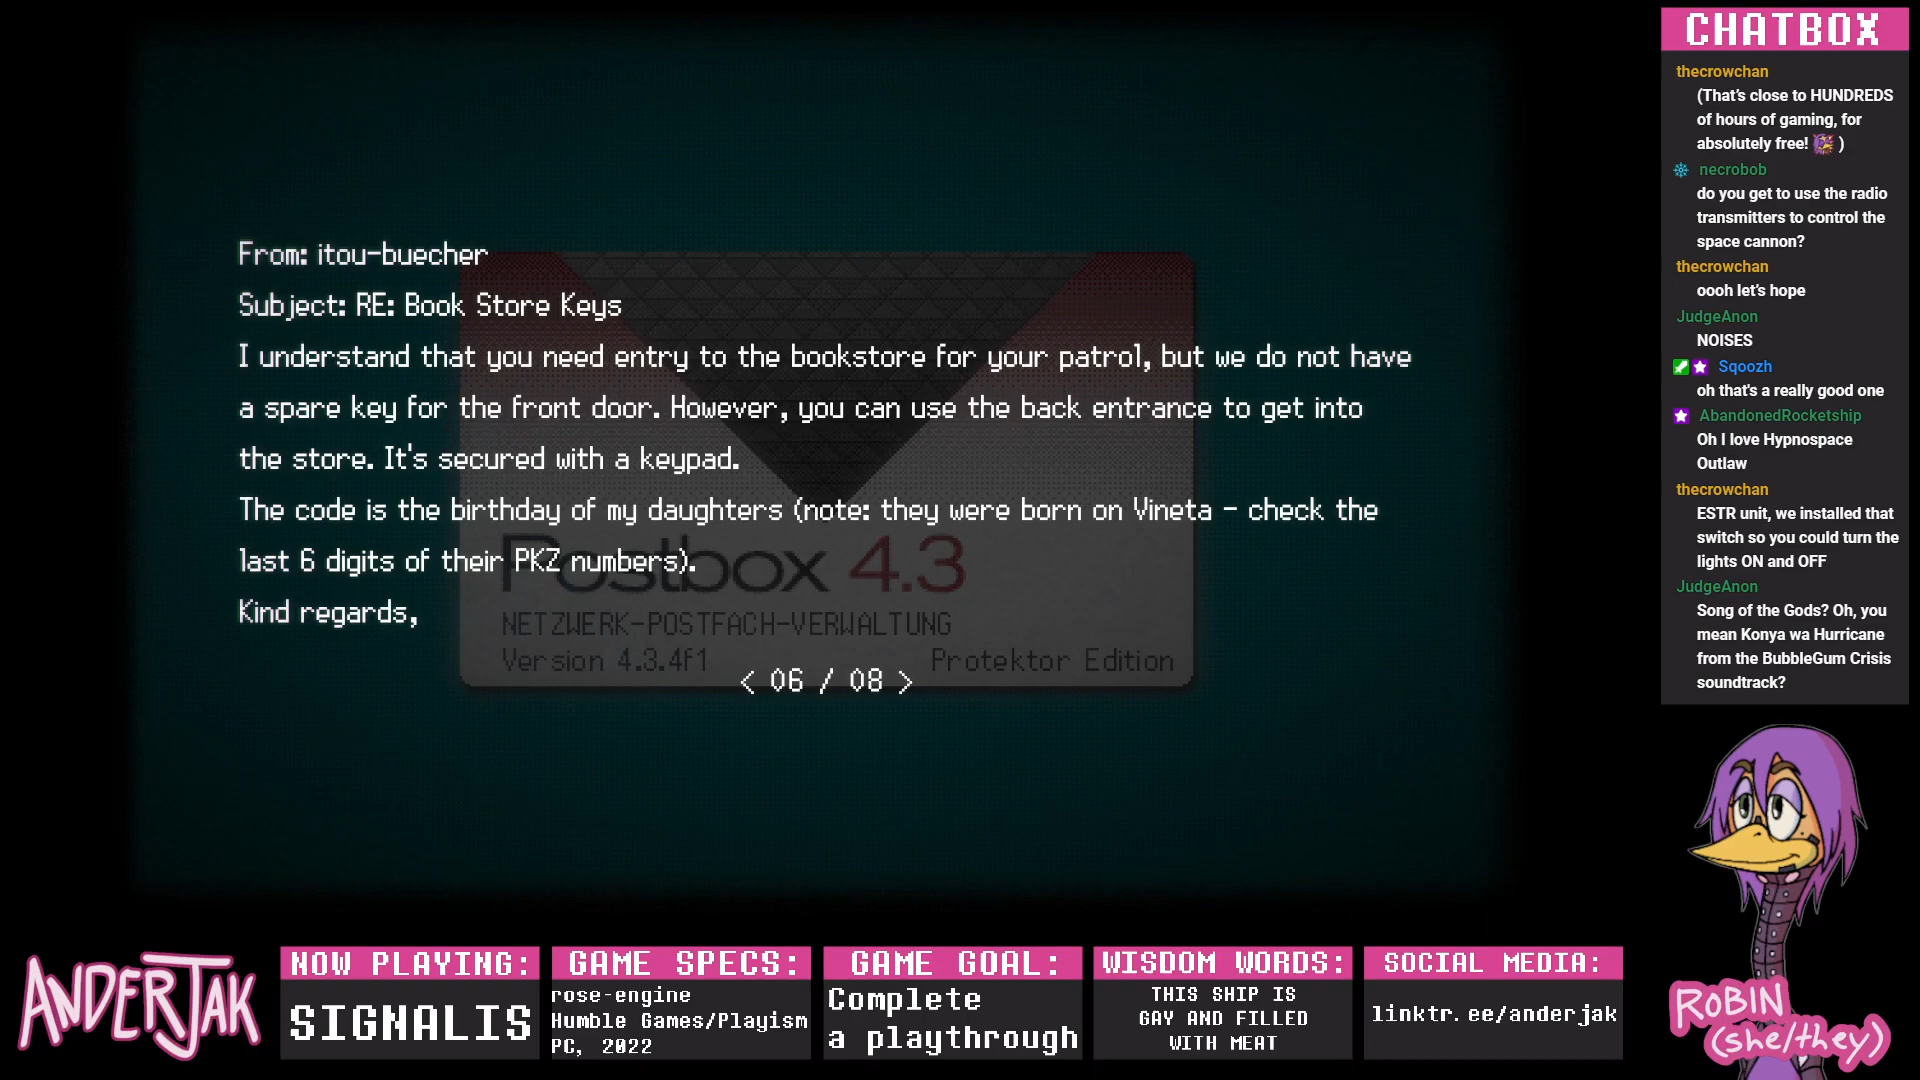 From: itou-buecher
Subject: RE: Book Store Keys
I understand that you need entry to the bookstore for your patrol, but we do not have
a spare key for the front door. However, you can use the back entrance to get into
the store. It's secured with a keypad.
The code is the birthday of my daughters (note: they were born on Vineta - check the
last 6 digits of their PKZ numbers).
Kind regards,
Postbox 4.3
NETZWERK-POSTFACH-VERWALTUNG
Version 4.3.4f1
Protektor Edition
< 06 / 08 >
CHATBOX
thecrowchan
(That's close to HUNDREDS
of hours of gaming, for
absolutely free! )
necrobob
do you get to use the radio
transmitters to control the
space cannon?
thecrowchan
oooh let's hope
JudgeAnon
NOISES
Sqoozh
oh that's a really good one
AbandonedRocketship
Oh I love Hypnospace
Outlaw
thecrowchan
ESTR unit, we installed that
switch so you could turn the
lights ON and OFF
JudgeAnon
Song of the Gods? Oh, you
mean Konya wa Hurricane
from the BubbleGum Crisis
soundtrack?
ANDERJAK
NOW PLAYING:
SIGNALIS
GAME SPECS:
rose-engine
Humble Games/Playism
PC, 2022
GAME GOAL:
Complete
a playthrough
WISDOM WORDS:
THIS SHIP IS
GAY AND FILLED
WITH MEAT
SOCIAL MEDIA:
linktr.ee/anderjak
ROBIN
(she/they)